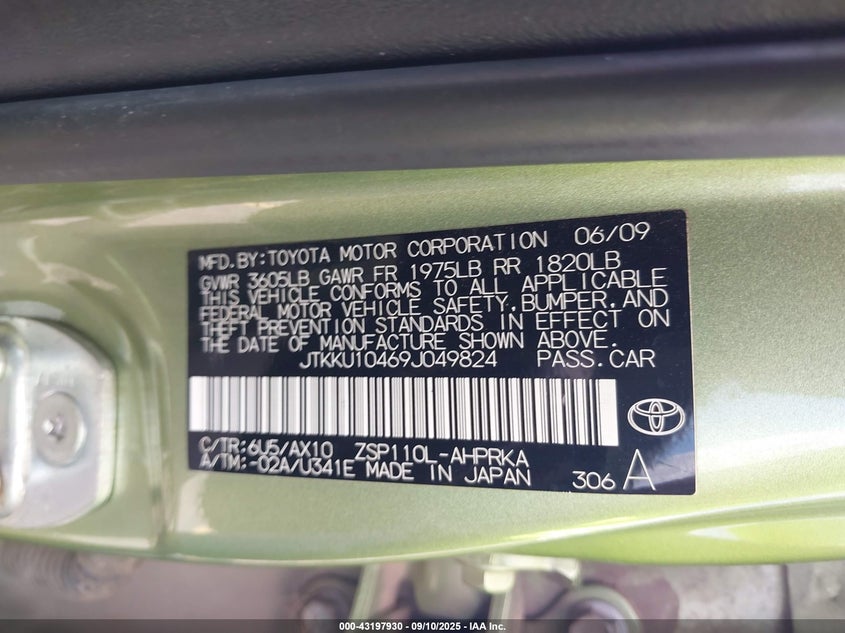 MFD.BY:TOYOTA MOTOR CORPORATION 06/09
GVWR 3605LB GAWR FR 1975LB RR 1820LB
THIS VEHICLE CONFORMS TO ALL APPLICABLE
FEDERAL MOTOR VEHICLE SAFETY,BUMPER,AND
THEFT PREVENTION STANDARDS IN EFFECT ON
THE DATE OF MANUFACTURE SHOWN ABOVE.
JTKKU10469J049824 PASS.CAR
C/TR:6U5/AX10 ZSP110L-AHPRKA
A/TM:-02A/U341E MADE IN JAPAN
306 A
000-43197930 - 09/10/2025 - IAA Inc.